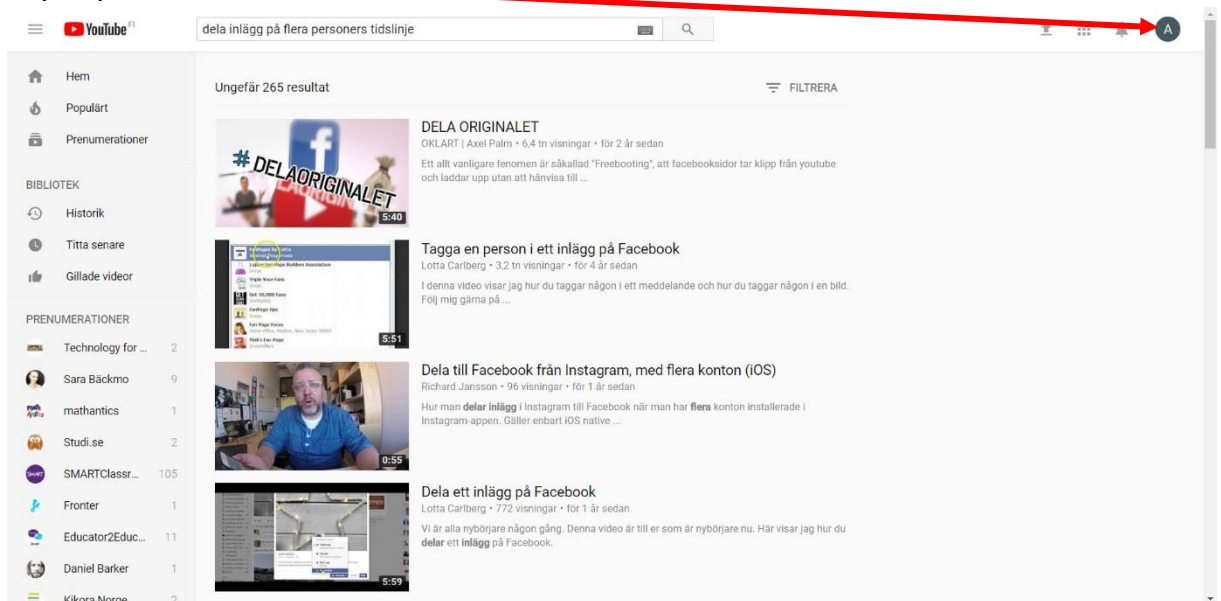 YouTube FI
dela inlägg på flera personers tidslinje
A
Hem
Populärt
Prenumerationer
BIBLIOTEK
Historik
Titta senare
Gillade videor
PRENUMERATIONER
Technology for ... 2
Sara Bäckmo 9
mathantics 1
Studi.se 2
SMARTClassr... 105
Fronter 1
Educator2Educ... 11
Daniel Barker 1
Kikora Norge 2
Ungefär 265 resultat
FILTRERA
#DELAORIGINALET
5:40
DELA ORIGINALET
OKLART | Axel Palm • 6,4 tn visningar • för 2 år sedan
Ett allt vanligare fenomen är såkallad "Freebooting", att facebooksidor tar klipp från youtube
och laddar upp utan att hänvisa till ...
5:51
Tagga en person i ett inlägg på Facebook
Lotta Carlberg • 3,2 tn visningar • för 4 år sedan
I denna video visar jag hur du taggar någon i ett meddelande och hur du taggar någon i en bild.
Följ mig gärna på ...
0:55
Dela till Facebook från Instagram, med flera konton (iOS)
Richard Jansson • 96 visningar • för 1 år sedan
Hur man delar inlägg i Instagram till Facebook når man har flera konton installerade i
Instagram-appen. Gäller enbart iOS native ...
5:59
Dela ett inlägg på Facebook
Lotta Carlberg • 772 visningar • för 1 år sedan
Vi är alla nybörjare någon gång. Denna video är till er som är nybörjare nu. Här visar jag hur du
delar ett inlägg på Facebook.